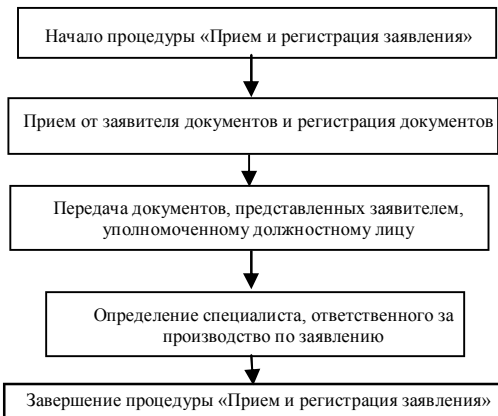 Начало процедуры «Прием и регистрация заявления»
Прием от заявителя документов и регистрация документов
Передача документов, представленных заявителем,
уполномоченному должностному лицу
Определение специалиста, ответственного за
производство по заявлению
Завершение процедуры «Прием и регистрация заявления»